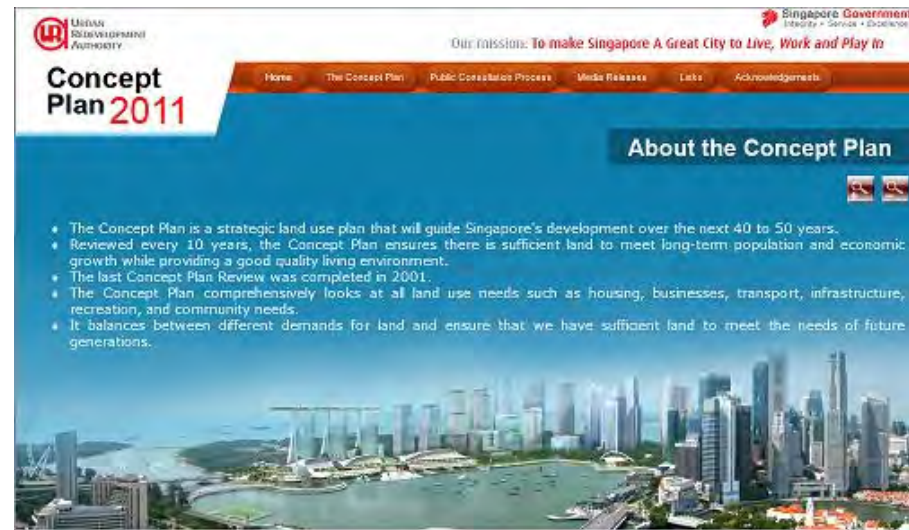 URBAN
REDEVELOPMENT
AUTHORITY
Singapore Government
Integrity • Service • Excellence
Our mission: To make Singapore A Great City to Live, Work and Play In
Concept
Plan 2011
Home The Concept Plan Public Consultation Process Media Releases Links Acknowledgements
About the Concept Plan
• The Concept Plan is a strategic land use plan that will guide Singapore's development over the next 40 to 50 years.
• Reviewed every 10 years, the Concept Plan ensures there is sufficient land to meet long-term population and economic
growth while providing a good quality living environment.
• The last Concept Plan Review was completed in 2001.
• The Concept Plan comprehensively looks at all land use needs such as housing, businesses, transport, infrastructure,
recreation, and community needs.
• It balances between different demands for land and ensure that we have sufficient land to meet the needs of future
generations.